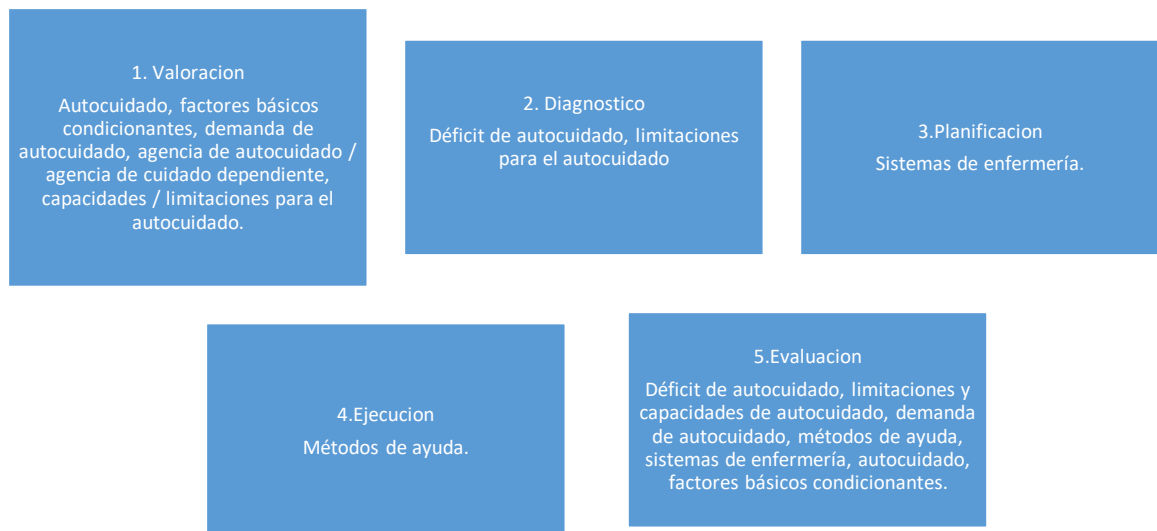 1. Valoracion
Autocuidado, factores básicos
condicionantes, demanda de
autocuidado, agencia de autocuidado /
agencia de cuidado dependiente,
capacidades / limitaciones para el
autocuidado.
2. Diagnostico
Déficit de autocuidado, limitaciones
para el autocuidado
3.Planificacion
Sistemas de enfermería.
4.Ejecucion
Métodos de ayuda.
5.Evaluacion
Déficit de autocuidado, limitaciones y
capacidades de autocuidado, demanda
de autocuidado, métodos de ayuda,
sistemas de enfermería, autocuidado,
factores básicos condicionantes.